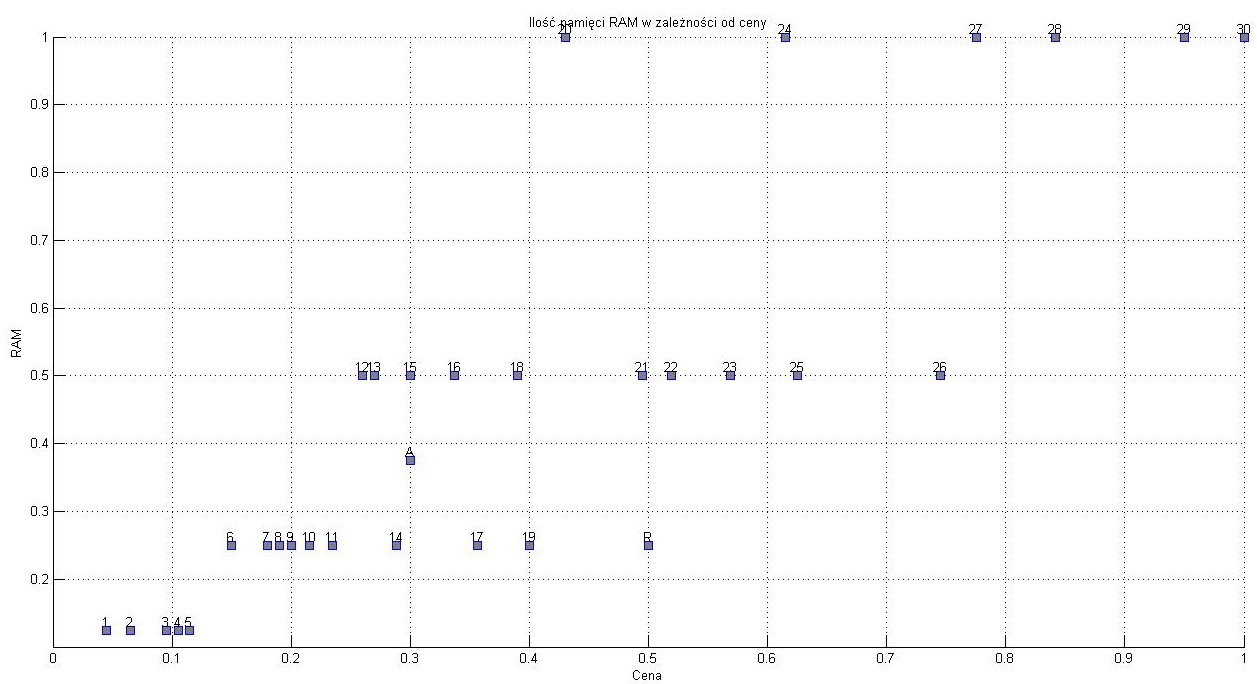 Ilość pamięci RAM w zależności od ceny
20 24 27 28 29 30
1
0.9
0.8
0.7
0.6
RAM
12 13 15 16 18 21 22 23 25 26
0.5
A
0.4
0.3
6 7 8 9 10 11 14 17 19 R
0.2
1 2 3 4 5
0 0.1 0.2 0.3 0.4 0.5 0.6 0.7 0.8 0.9 1
Cena